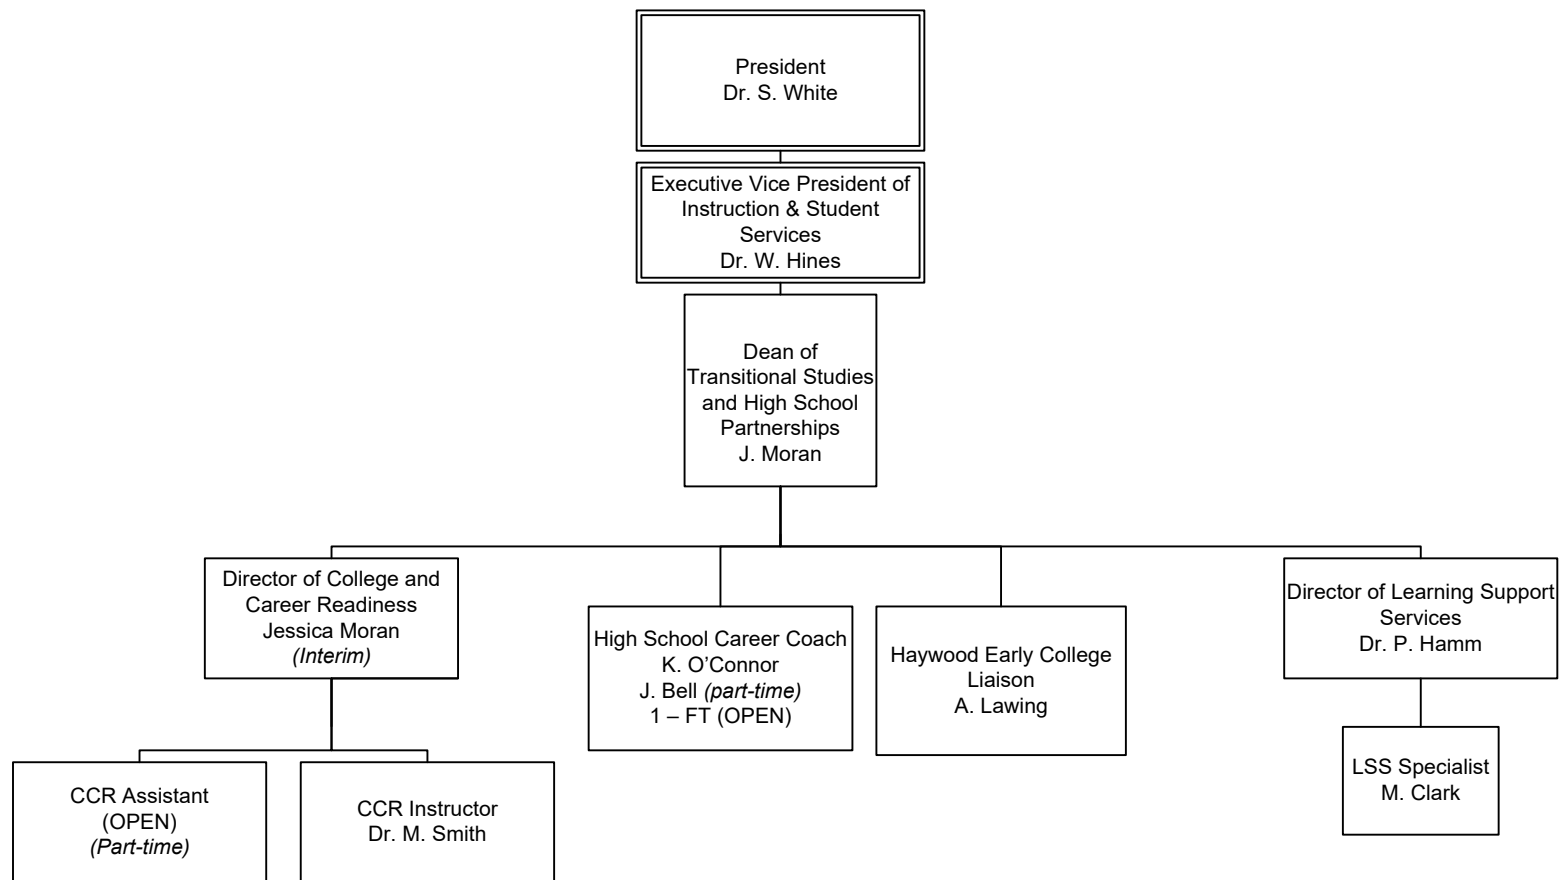 President
Dr. S. White
Executive Vice President of
Instruction & Student
Services
Dr. W. Hines
Dean of
Transitional Studies
and High School
Partnerships
J. Moran
Director of College and
Career Readiness
Jessica Moran
(Interim)
High School Career Coach
K. O’Connor
J. Bell (part-time)
1 – FT (OPEN)
Haywood Early College
Liaison
A. Lawing
Director of Learning Support
Services
Dr. P. Hamm
CCR Assistant
(OPEN)
(Part-time)
CCR Instructor
Dr. M. Smith
LSS Specialist
M. Clark